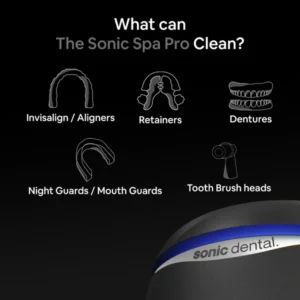 What can
The Sonic Spa Pro Clean?
Invisalign / Aligners
Retainers
Dentures
Night Guards / Mouth Guards
Tooth Brush heads
sonic dental.